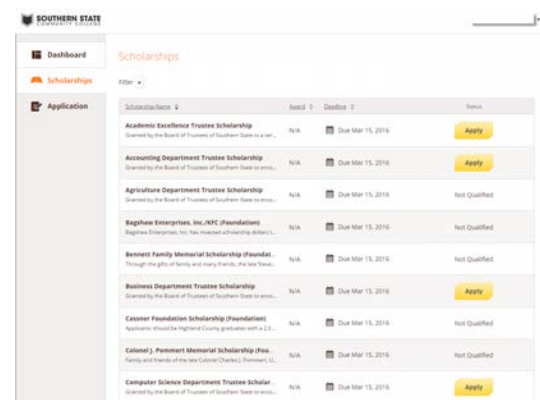 SOUTHERN STATE
COMMUNITY COLLEGE
Dashboard
Scholarships
Application
Scholarships
Filter
Scholarship Name Award Deadline Status
Academic Excellence Trustee Scholarship
Granted by the Board of Trustees of Southern State to a ser...
N/A Due Mar 15, 2016 Apply
Accounting Department Trustee Scholarship
Granted by the Board of Trustees of Southern State to enco...
N/A Due Mar 15, 2016 Apply
Agriculture Department Trustee Scholarship
Granted by the Board of Trustees of Southern State to enco...
N/A Due Mar 15, 2016 Not Qualified
Bagshaw Enterprises, Inc./KFC (Foundation)
Bagshaw Enterprises, Inc. has invested scholarship dollars i...
N/A Due Mar 15, 2016 Not Qualified
Bennett Family Memorial Scholarship (Foundat...
Through the gifts of family and many friends, the late Steva...
N/A Due Mar 15, 2016 Not Qualified
Business Department Trustee Scholarship
Granted by the Board of Trustees of Southern State to enco...
N/A Due Mar 15, 2016 Apply
Cassner Foundation Scholarship (Foundation)
Applicants should be Highland County graduates with a 2.0...
N/A Due Mar 15, 2016 Not Qualified
Colonel J. Pommert Memorial Scholarship (Fou...
Family and friends of the late Colonel Charles J. Pommert, U...
N/A Due Mar 15, 2016 Not Qualified
Computer Science Department Trustee Scholar...
Granted by the Board of Trustees of Southern State to enco...
N/A Due Mar 15, 2016 Apply